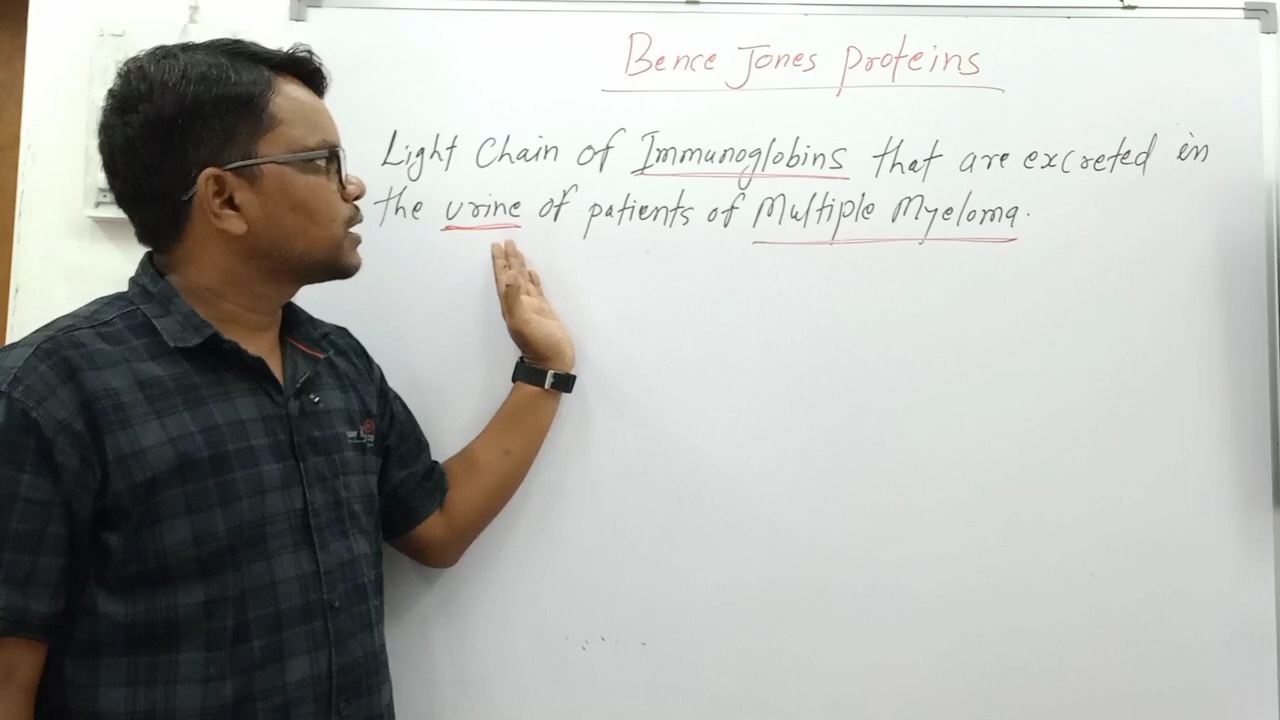 Bence Jones Proteins
Light Chain of Immunoglobins that are excreted in
the urine of patients of Multiple Myeloma.